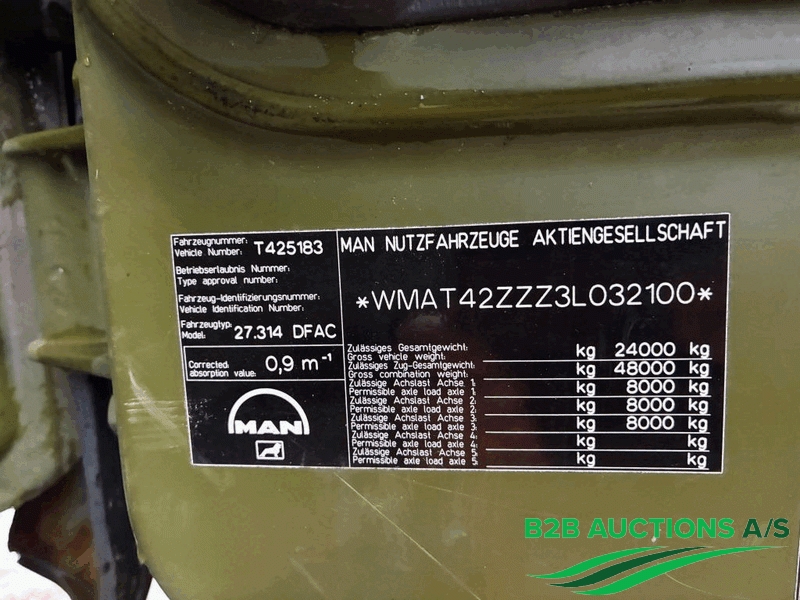 Fahrzeugnummer:
Vehicle Number: T425183
Betriebserlaubnis Nummer:
Type approval number:
Fahrzeug-Identifizierungsnummer:
Vehicle Identification Number:
Fahrzeugtyp:
Model: 27.314 DFAC
Corrected
absorption value: 0,9 m⁻¹
MAN
MAN NUTZFAHRZEUGE AKTIENGESELLSCHAFT
*WMAT42ZZZ3L032100*
Zulässiges Gesamtgewicht:
Gross vehicle weight: kg 24000 kg
Zulässiges Zug-Gesamtgewicht:
Gross combination weight: kg 48000 kg
Zulässige Achslast Achse 1:
Permissible axle load axle 1: kg 8000 kg
Zulässige Achslast Achse 2:
Permissible axle load axle 2: kg 8000 kg
Zulässige Achslast Achse 3:
Permissible axle load axle 3: kg 8000 kg
Zulässige Achslast Achse 4:
Permissible axle load axle 4: kg kg
Zulässige Achslast Achse 5:
Permissible axle load axle 5: kg kg
B2B AUCTIONS A/S